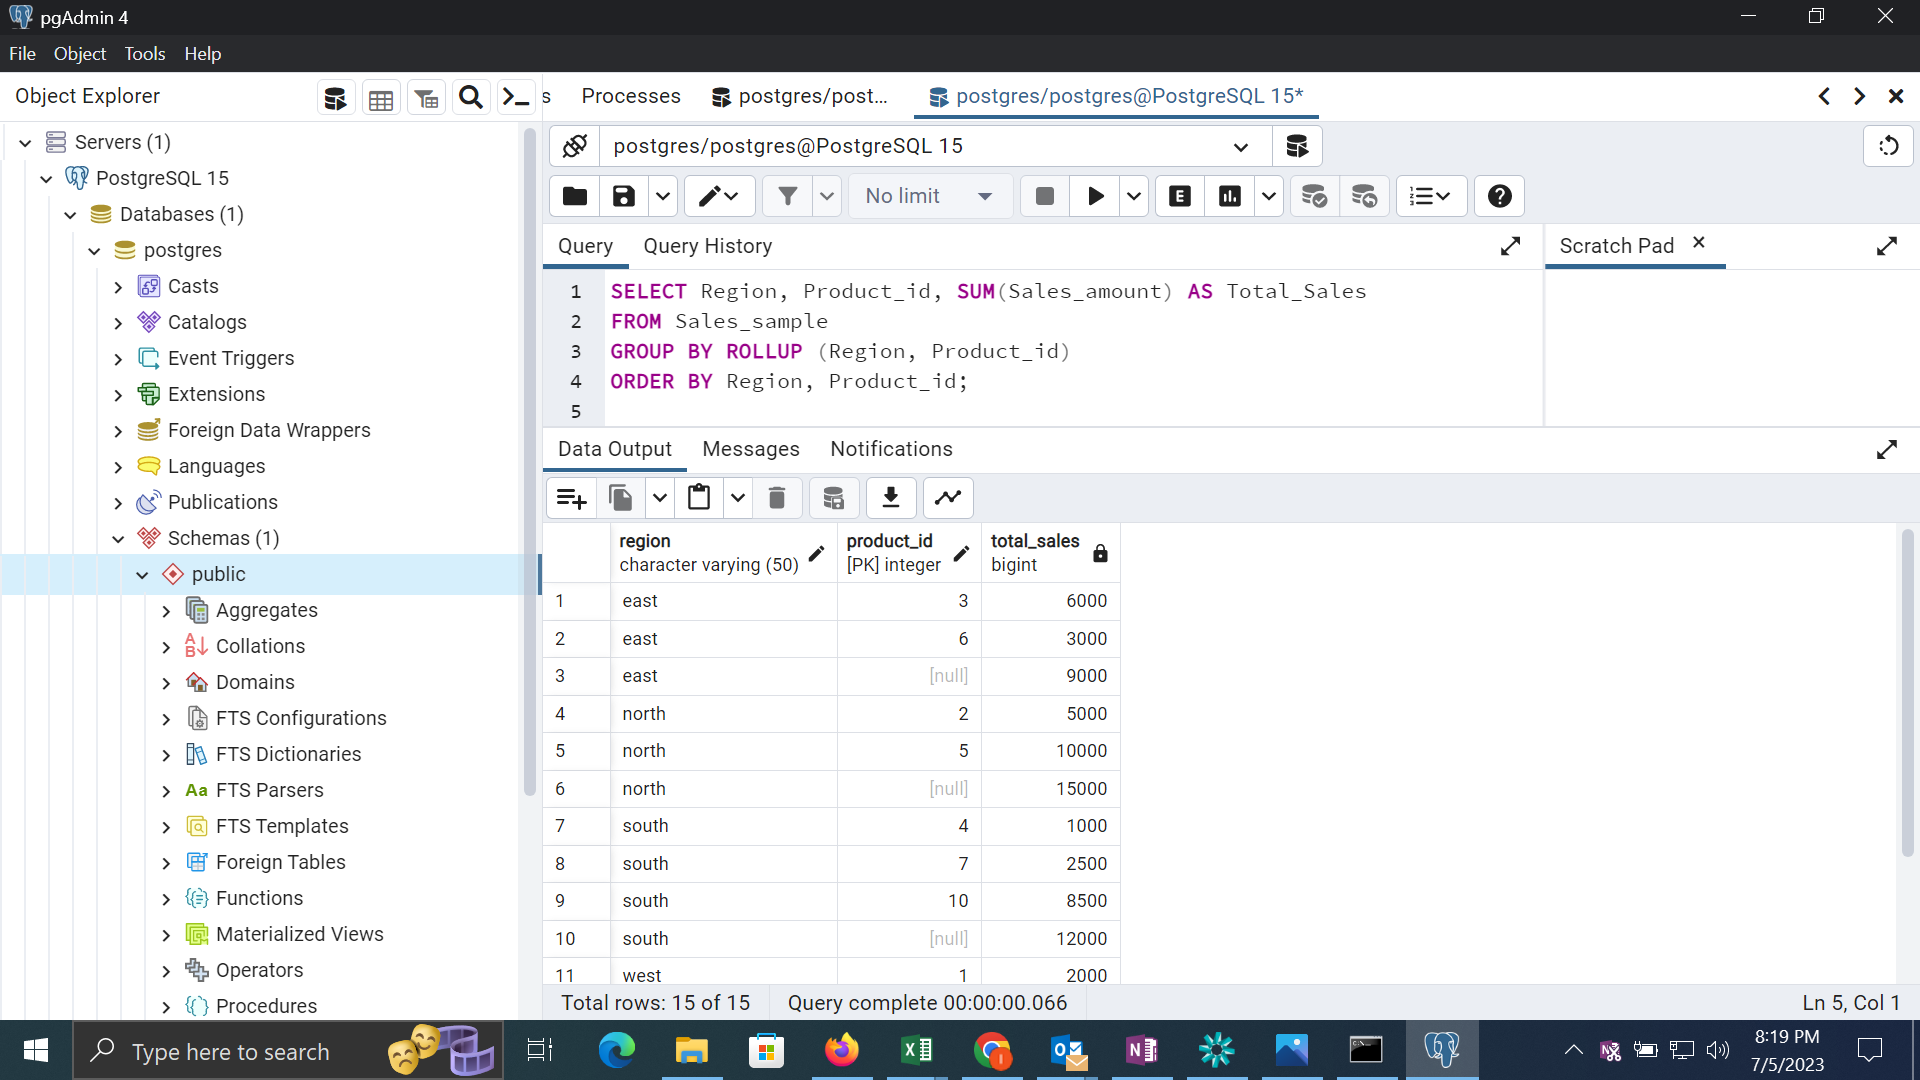 pgAdmin 4
File Object Tools Help
Object Explorer
s Processes postgres/post... postgres/postgres@PostgreSQL 15*
Servers (1)
PostgreSQL 15
Databases (1)
postgres
Casts
Catalogs
Event Triggers
Extensions
Foreign Data Wrappers
Languages
Publications
Schemas (1)
public
Aggregates
Collations
Domains
FTS Configurations
FTS Dictionaries
Aa FTS Parsers
FTS Templates
Foreign Tables
Functions
Materialized Views
Operators
Procedures
postgres/postgres@PostgreSQL 15
No limit
E
Query Query History
Scratch Pad
1 SELECT Region, Product_id, SUM(Sales_amount) AS Total_Sales
2 FROM Sales_sample
3 GROUP BY ROLLUP (Region, Product_id)
4 ORDER BY Region, Product_id;
5
Data Output Messages Notifications
region product_id total_sales
character varying (50) [PK] integer bigint
1 east 3 6000
2 east 6 3000
3 east [null] 9000
4 north 2 5000
5 north 5 10000
6 north [null] 15000
7 south 4 1000
8 south 7 2500
9 south 10 8500
10 south [null] 12000
11 west 1 2000
Total rows: 15 of 15 Query complete 00:00:00.066 Ln 5, Col 1
Type here to search
8:19 PM
7/5/2023